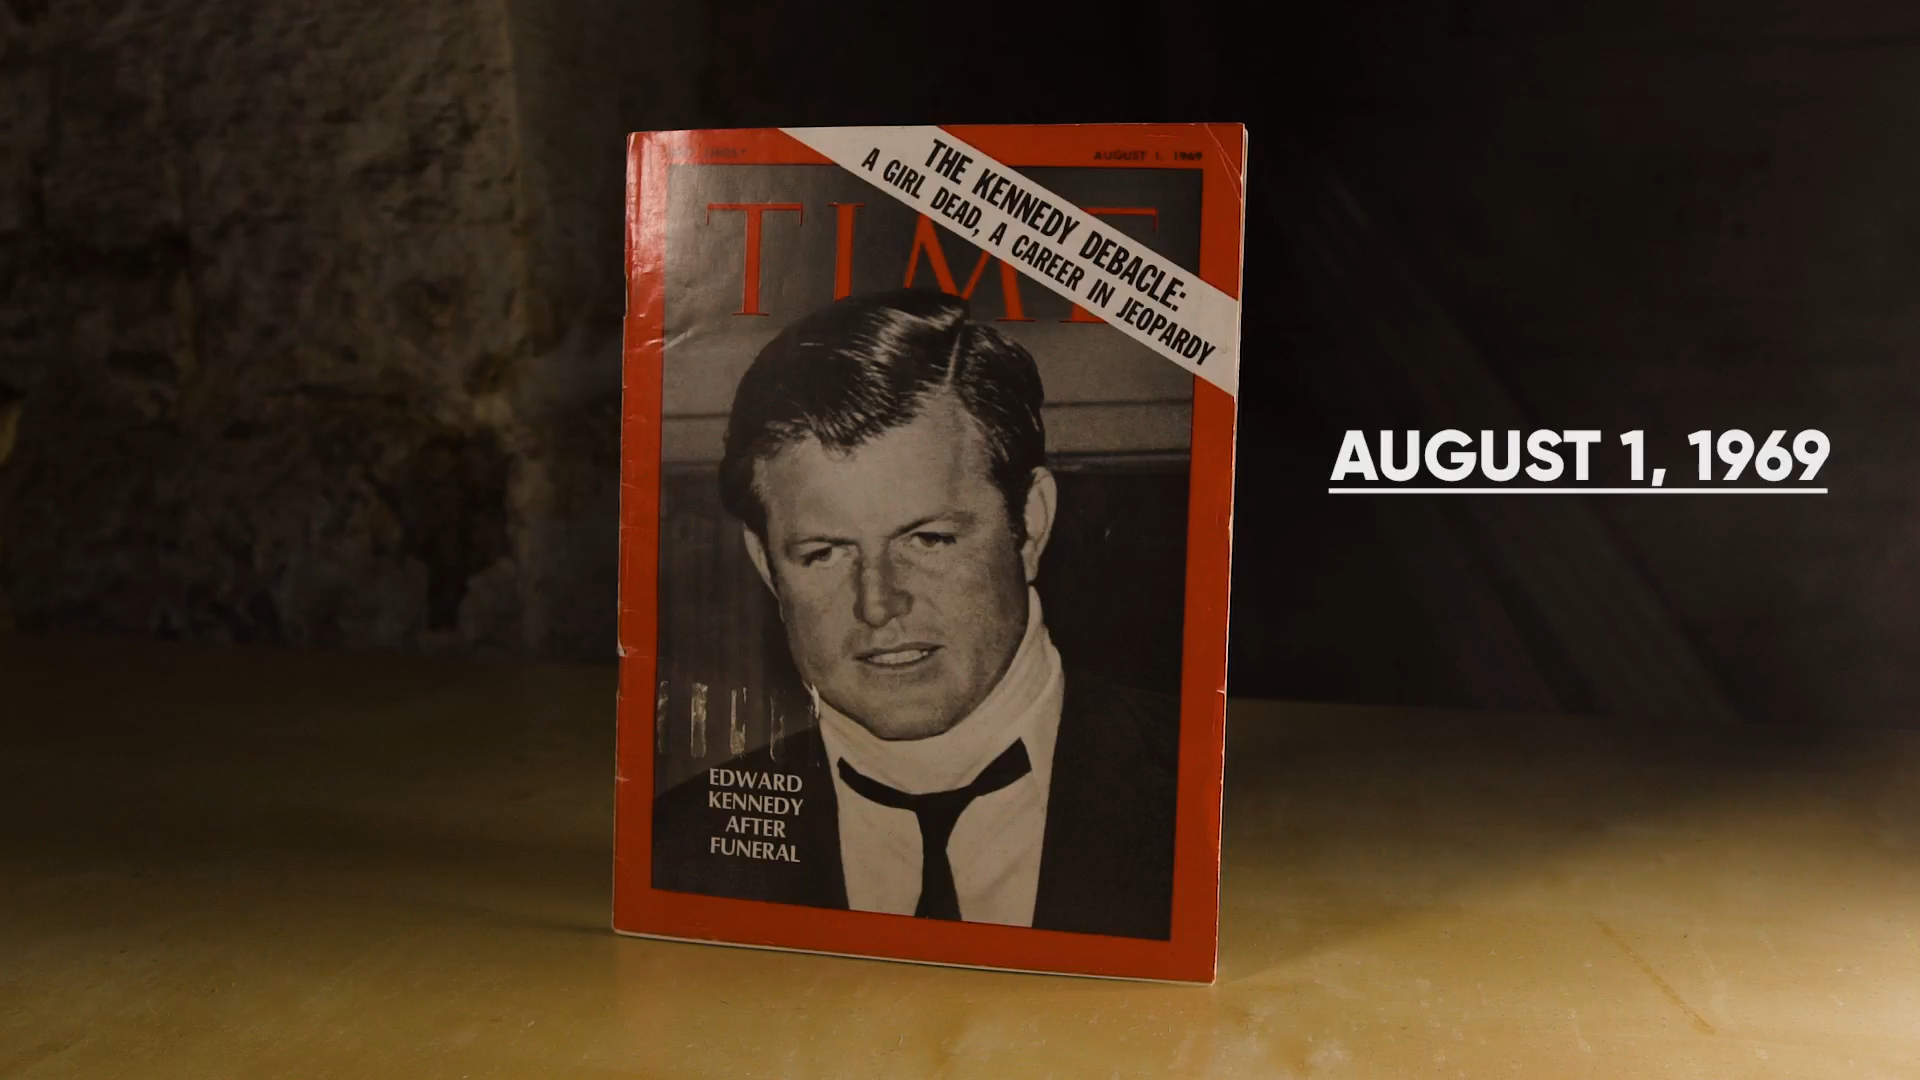 AUGUST 1, 1969
THE KENNEDY DEBACLE:
A GIRL DEAD, A CAREER IN JEOPARDY
TIME
EDWARD
KENNEDY
AFTER
FUNERAL
AUGUST 1, 1969